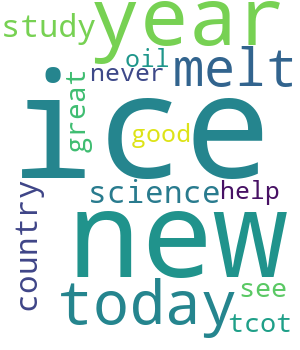 year
study
oil
never
melt
great
good
ice
science
help
country
new
today
see
tcot